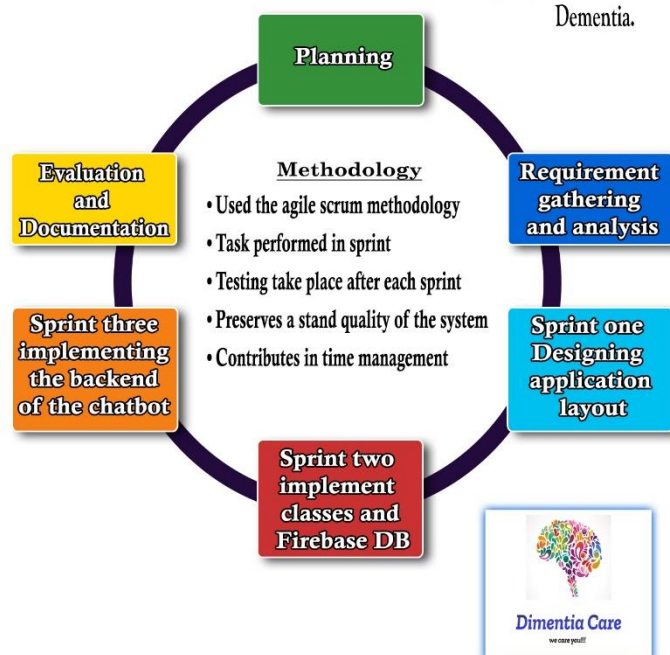 Dementia.
Planning
Evaluation
and
Documentation
Methodology
• Used the agile scrum methodology
• Task performed in sprint
• Testing take place after each sprint
• Preserves a stand quality of the system
• Contributes in time management
Requirement
gathering
and analysis
Sprint three
implementing
the backend
of the chatbot
Sprint one
Designing
application
layout
Sprint two
implement
classes and
Firebase DB
Dimentia Care
we care you!!!